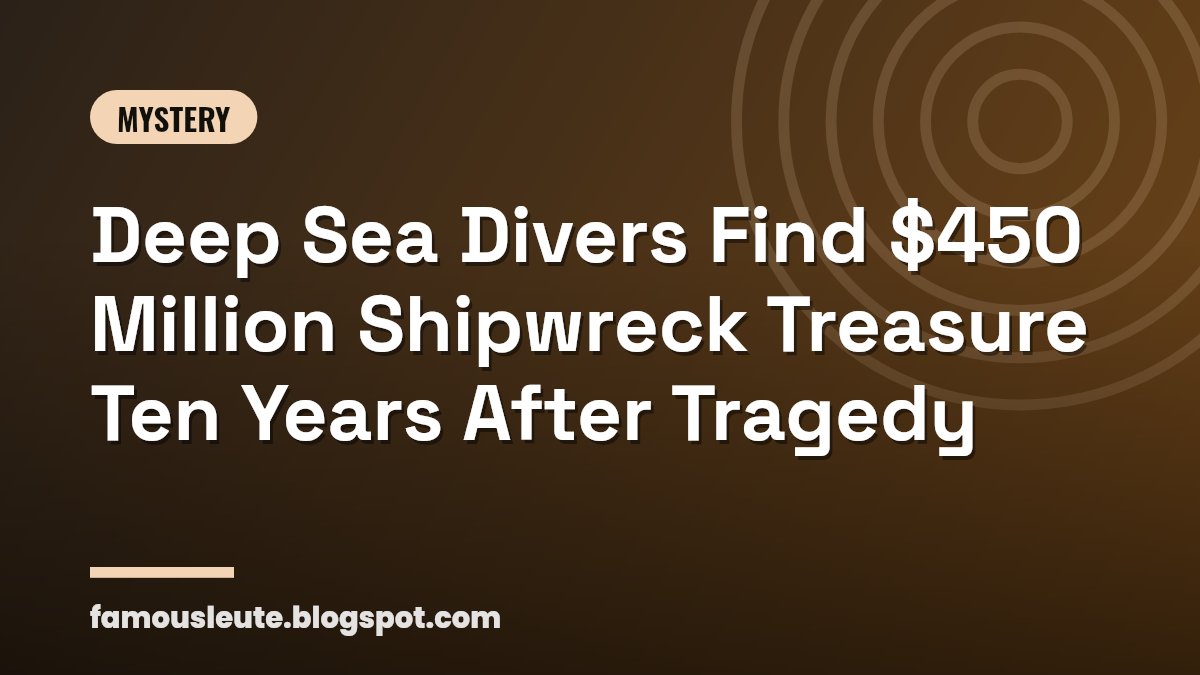 MYSTERY
Deep Sea Divers Find $450
Million Shipwreck Treasure
Ten Years After Tragedy
famousleute.blogspot.com